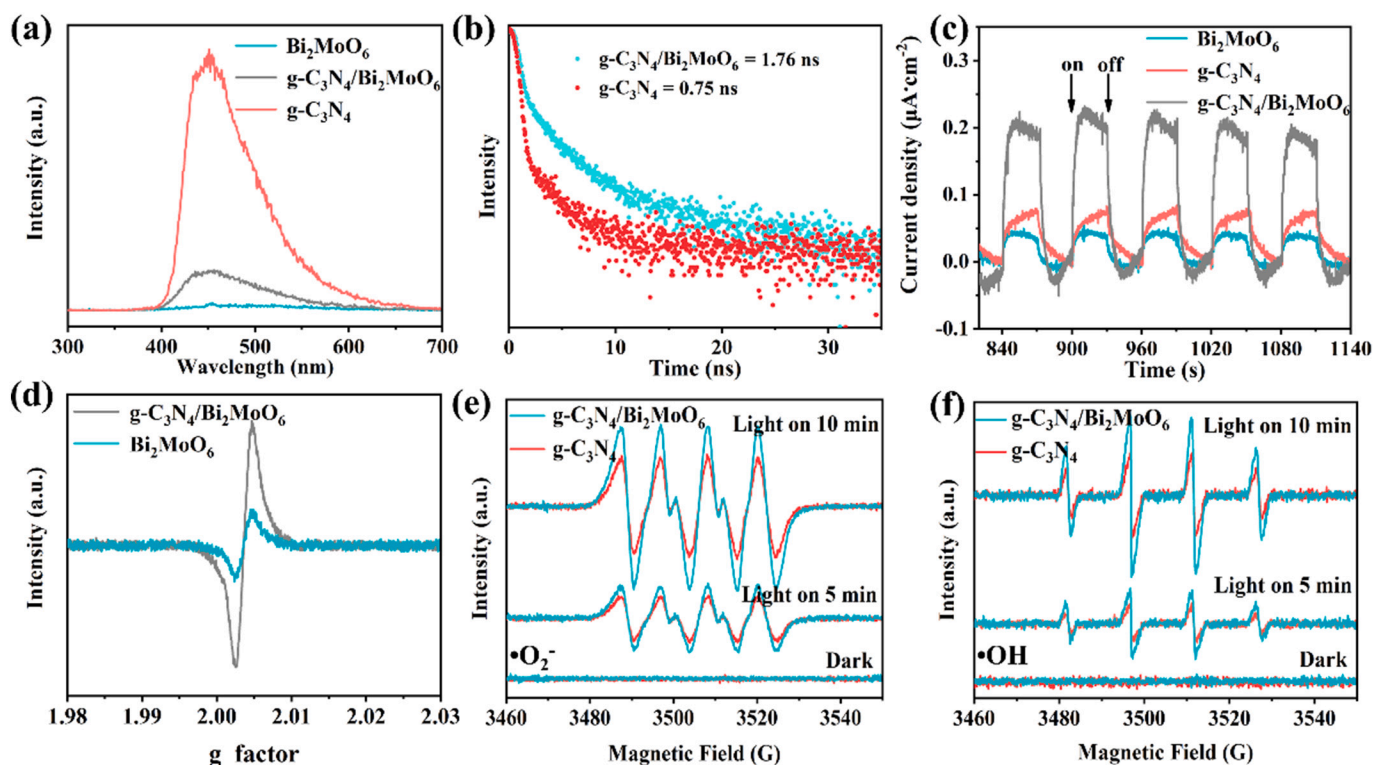 (a)
Bi₂MoO₆
g-C₃N₄/Bi₂MoO₆
g-C₃N₄
Intensity (a.u.)
300 400 500 600 700
Wavelength (nm)
(b)
g-C₃N₄/Bi₂MoO₆ = 1.76 ns
g-C₃N₄ = 0.75 ns
Intensity
0 10 20 30
Time (ns)
(c)
Bi₂MoO₆
g-C₃N₄
g-C₃N₄/Bi₂MoO₆
on off
Current density (μA·cm⁻²)
0.3
0.2
0.1
0.0
-0.1
840 900 960 1020 1080 1140
Time (s)
(d)
g-C₃N₄/Bi₂MoO₆
Bi₂MoO₆
Intensity (a.u.)
1.98 1.99 2.00 2.01 2.02 2.03
g factor
(e)
g-C₃N₄/Bi₂MoO₆
g-C₃N₄
Light on 10 min
Light on 5 min
•O₂⁻
Dark
Intensity (a.u.)
3460 3480 3500 3520 3540
Magnetic Field (G)
(f)
g-C₃N₄/Bi₂MoO₆
g-C₃N₄
Light on 10 min
Light on 5 min
•OH
Dark
Intensity (a.u.)
3460 3480 3500 3520 3540
Magnetic Field (G)